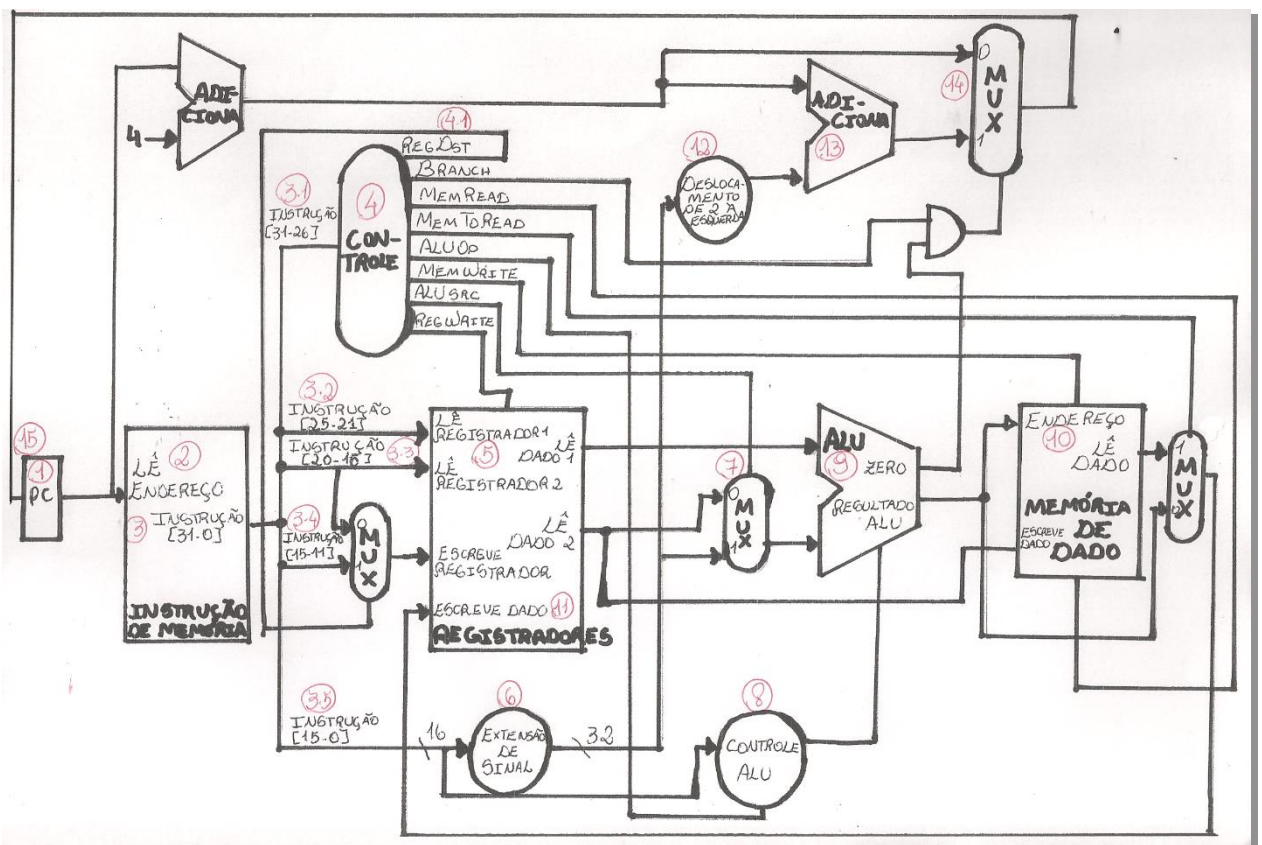 ADI-
CIONA
4
4.1
REGDST
BRANCH
MEMREAD
MEMTOREAD
ALUOP
MEMWRITE
ALUSRC
REGWRITE
3.1
INSTRUÇÃO
[31-26]
4
CON-
TROLE
12
DESLOCA-
MENTO
DE 2 A
ESQUERDA
ADI-
CIONA
13
14
0
MUX
1
15
1
PC
2
LÊ
ENDEREÇO
3
INSTRUÇÃO
[31-0]
INSTRUÇÃO
DE MEMÓRIA
3.2
INSTRUÇÃO
[25-21]
INSTRUÇÃO
[20-16]
3.3
3.4
INSTRUÇÃO
[15-11]
0
MUX
1
LÊ
REGISTRADOR 1
5
LÊ
DADO 1
LÊ
REGISTRADOR 2
LÊ
DADO 2
ESCREVE
REGISTRADOR
ESCREVE DADO
11
REGISTRADORES
7
0
MUX
1
ALU
9
ZERO
RESULTADO
ALU
ENDEREÇO
10
LÊ
DADO
MEMÓRIA
DE
DADO
ESCREVE
DADO
1
MUX
0
3.5
INSTRUÇÃO
[15-0]
16
6
EXTENSÃO
DE
SINAL
32
8
CONTROLE
ALU